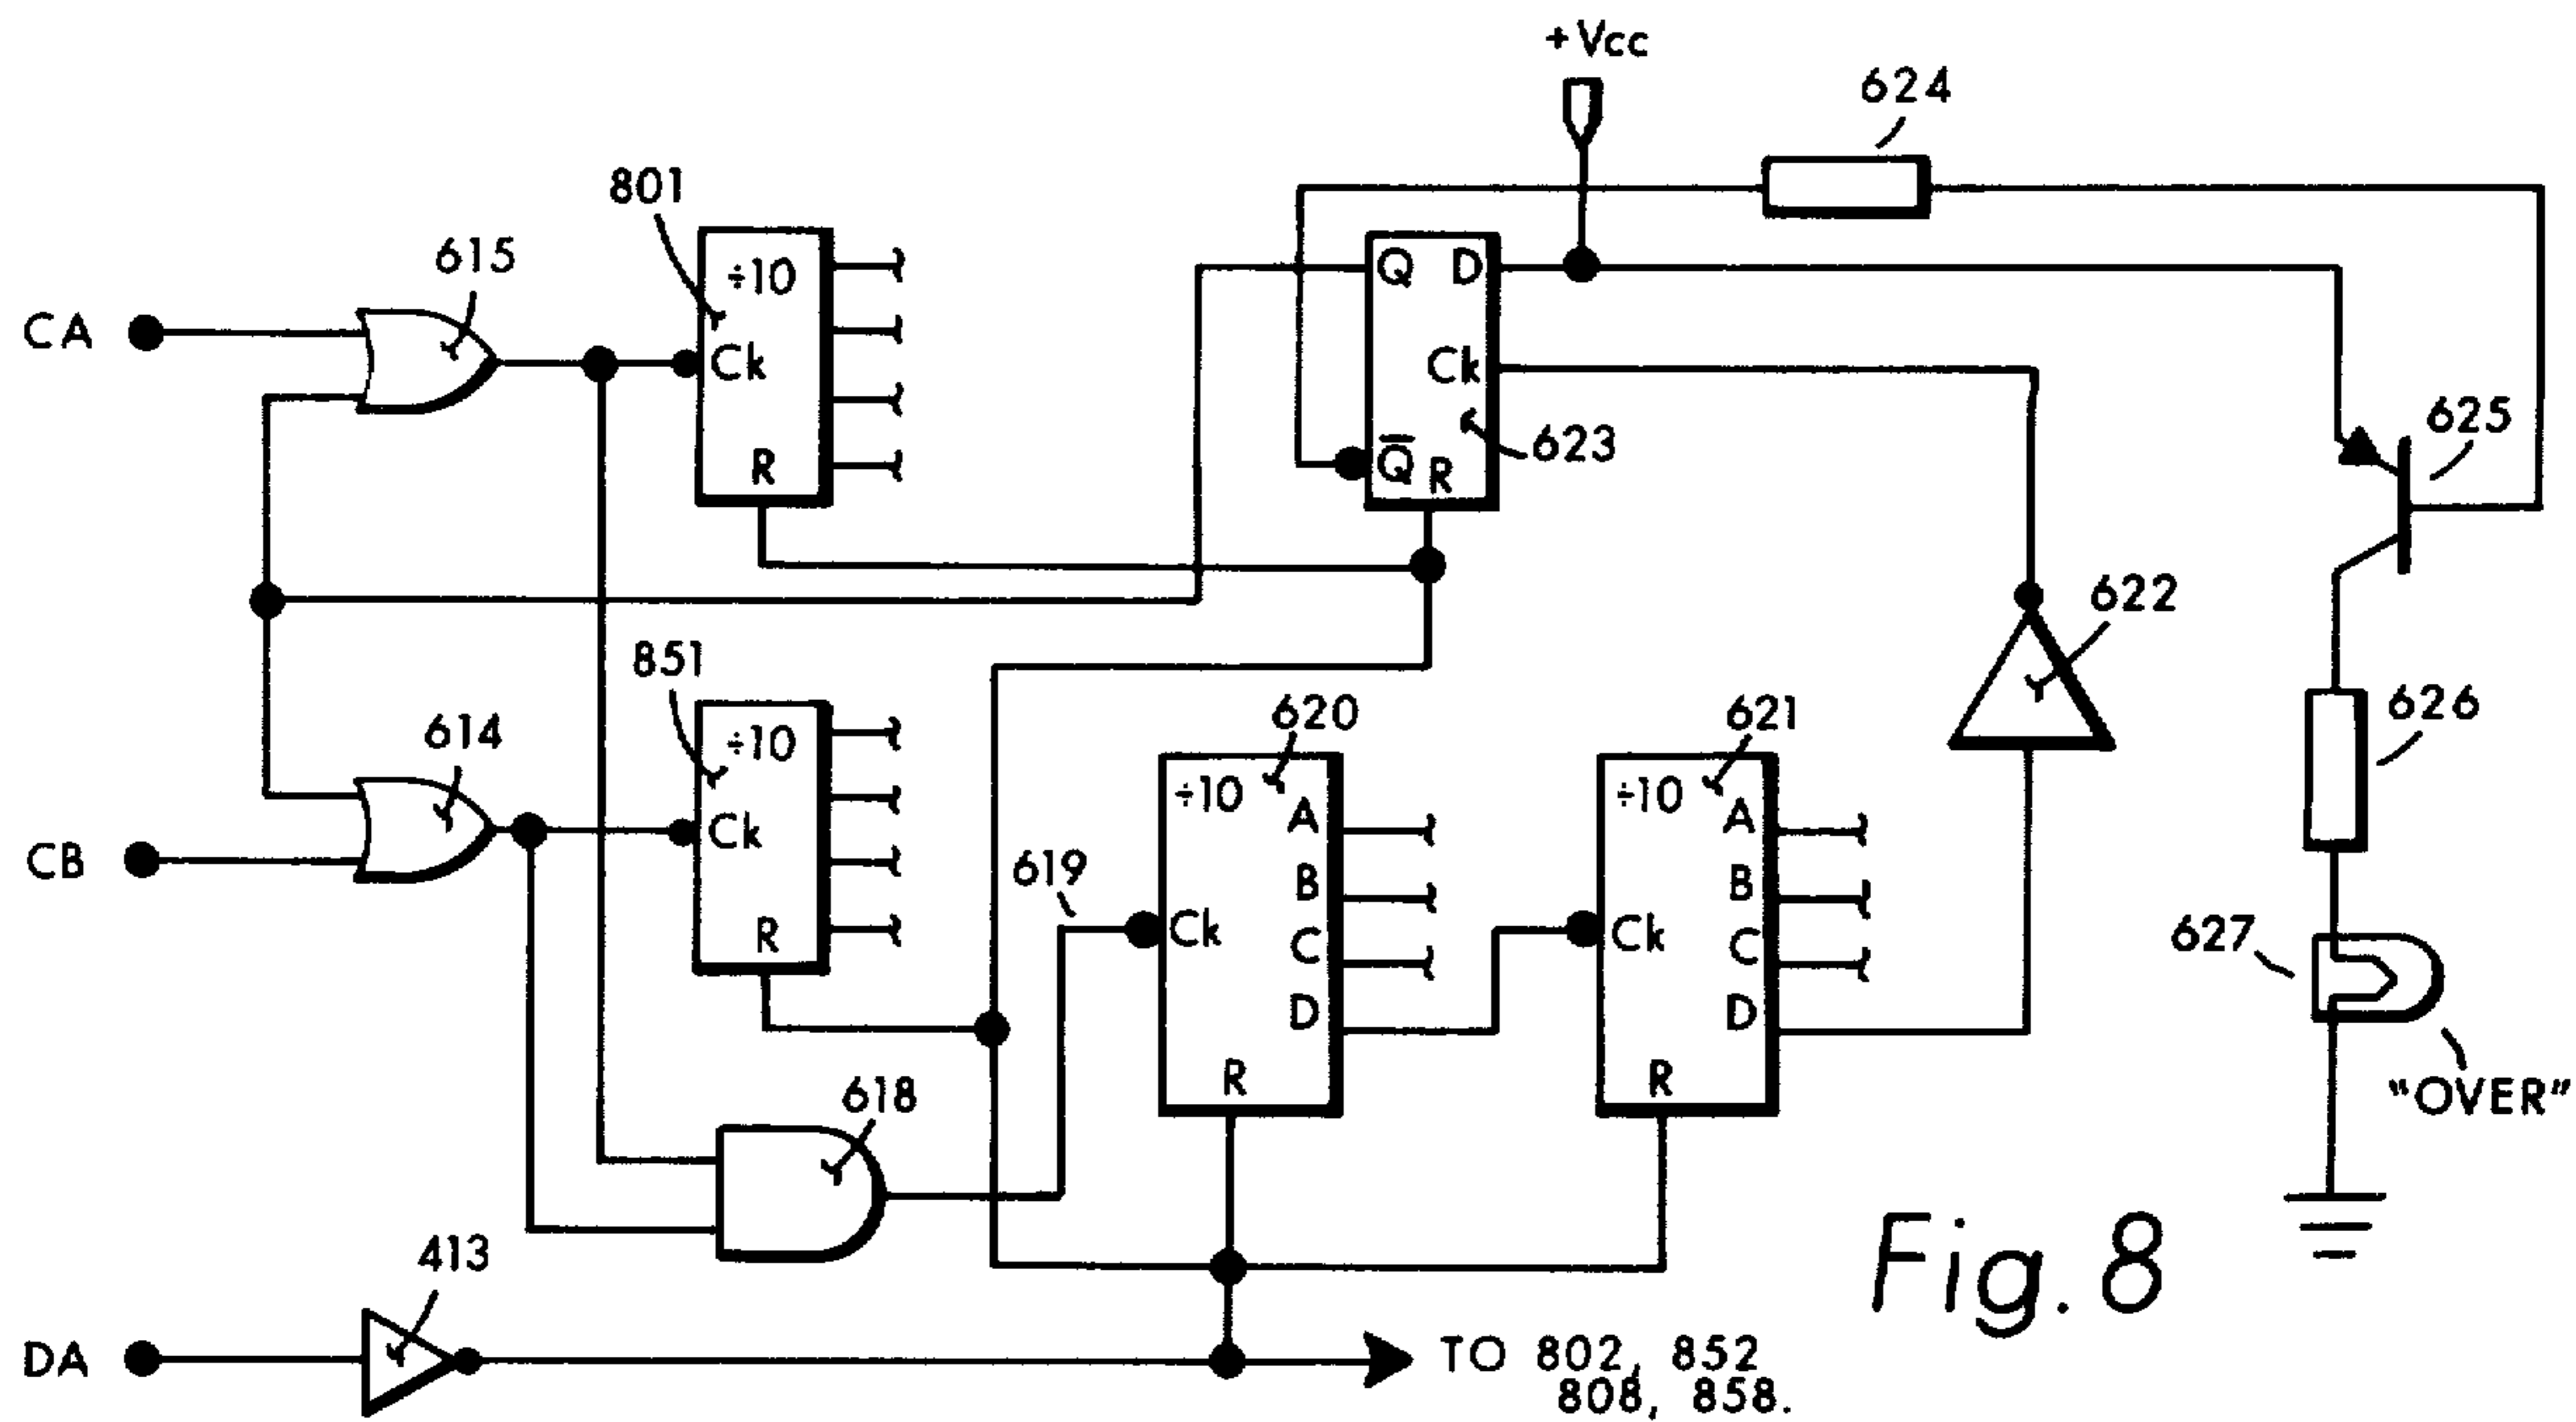 +Vcc
624
801
615
÷10
Q D
CA
Ck
Ck
625
R
Q̅ R
623
622
851
614
÷10
620
621
626
÷10
÷10
A
A
CB
Ck
619
B
B
Ck
Ck
627
R
C
C
D
D
618
R
R
"OVER"
413
DA
TO 802, 852
808, 858.
Fig. 8